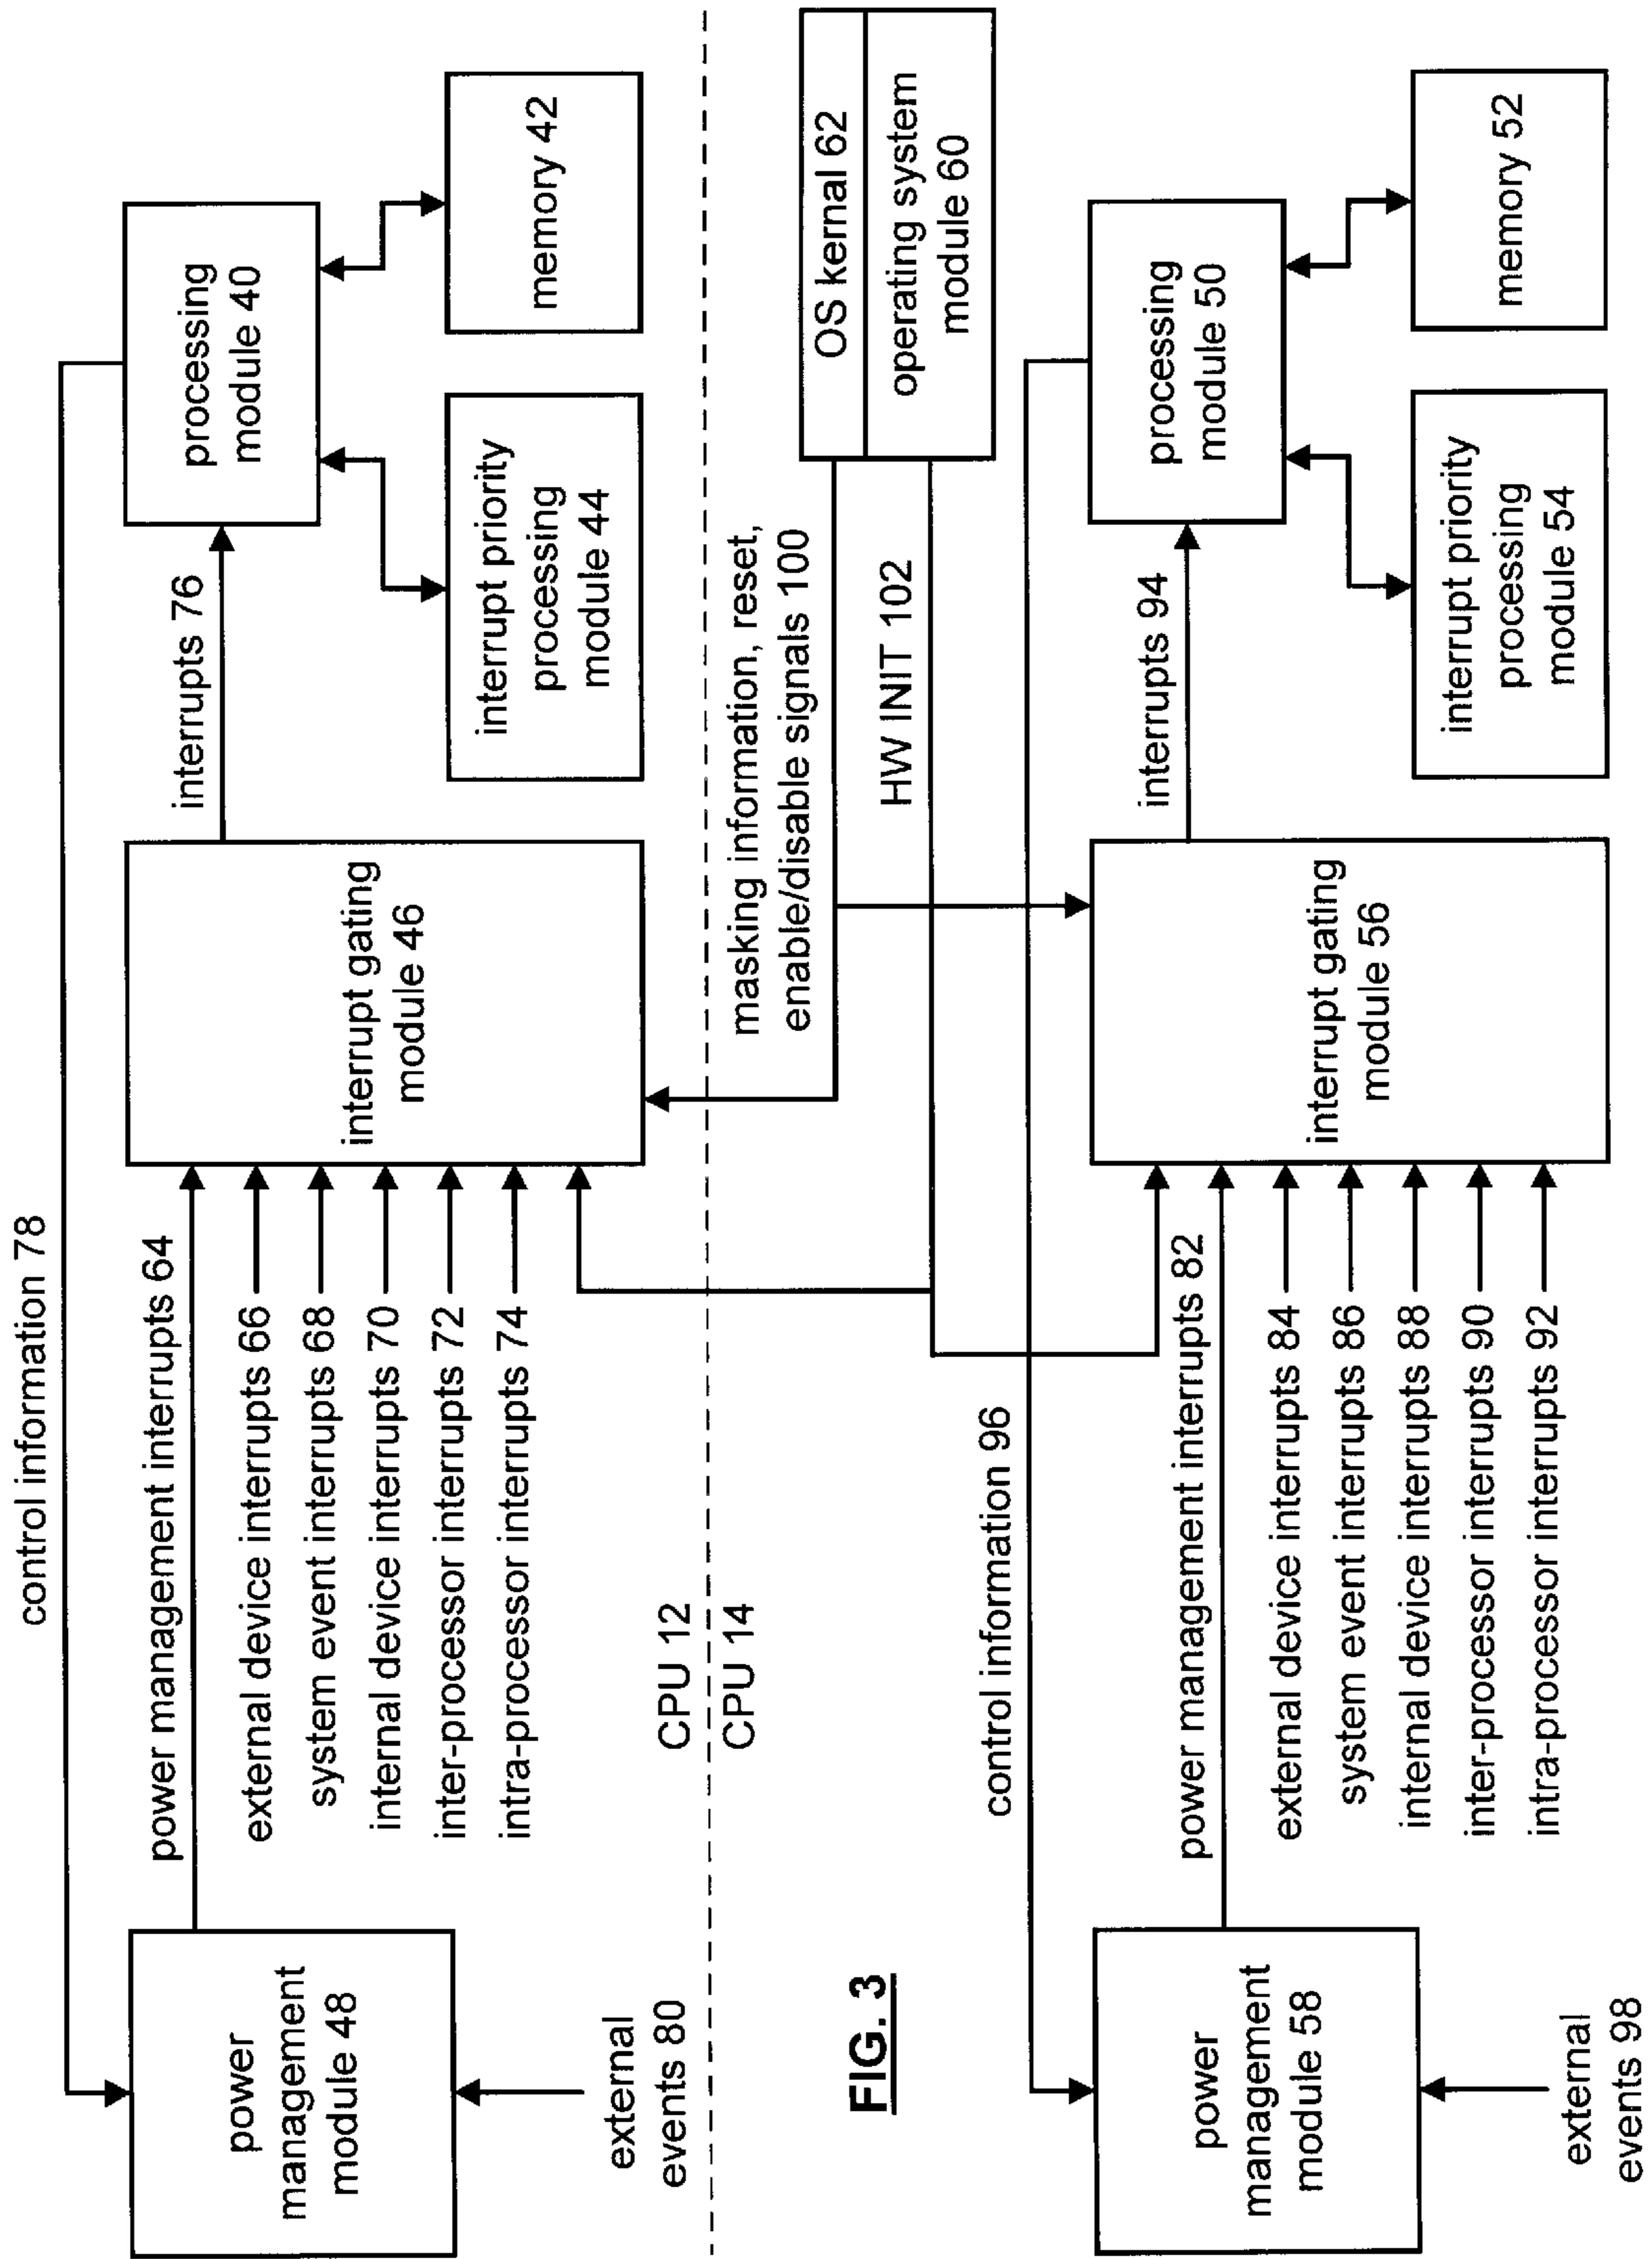 control information 78
power
management
module 48
external
events 80
power management interrupts 64
external device interrupts 66
system event interrupts 68
internal device interrupts 70
inter-processor interrupts 72
intra-processor interrupts 74
interrupt gating
module 46
interrupts 76
processing
module 40
interrupt priority
processing
module 44
memory 42
CPU 12
CPU 14
masking information, reset,
enable/disable signals 100
HW INIT 102
OS kernal 62
operating system
module 60
FIG. 3
control information 96
power
management
module 58
external
events 98
power management interrupts 82
external device interrupts 84
system event interrupts 86
internal device interrupts 88
inter-processor interrupts 90
intra-processor interrupts 92
interrupt gating
module 56
interrupts 94
processing
module 50
interrupt priority
processing
module 54
memory 52